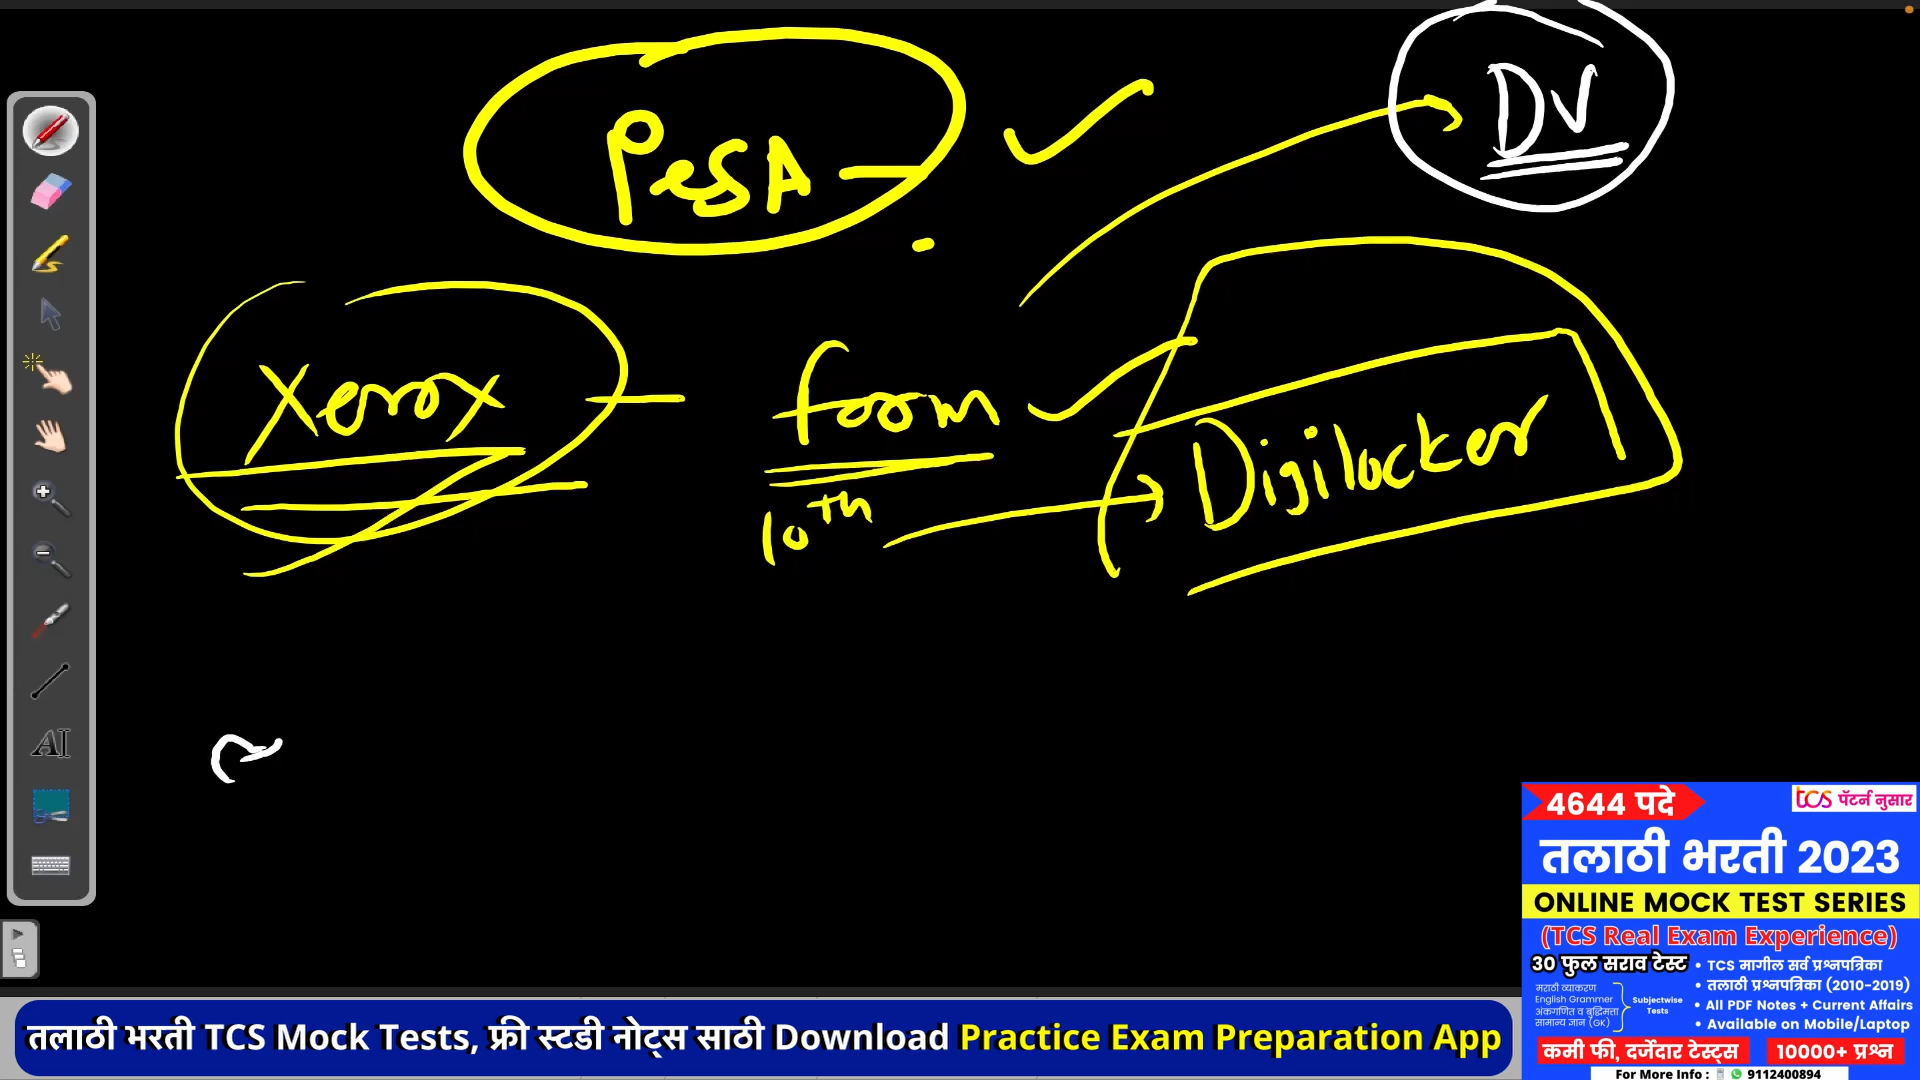 PeSA
DV
Xerox
form
10th
Digilocker
AI
4644 पदे
tcs पॅटर्न नुसार
तलाठी भरती 2023
ONLINE MOCK TEST SERIES
(TCS Real Exam Experience)
30 फुल सराव टेस्ट
मराठी व्याकरण
English Grammer
अंकगणित व बुद्धिमत्ता
सामान्य ज्ञान (GK)
Subjectwise
Tests
• TCS मागील सर्व प्रश्नपत्रिका
• तलाठी प्रश्नपत्रिका (2010-2019)
• All PDF Notes + Current Affairs
• Available on Mobile/Laptop
कमी फी, दर्जेदार टेस्ट्स
10000+ प्रश्न
For More Info : 9112400894
तलाठी भरती TCS Mock Tests, फ्री स्टडी नोट्स साठी Download Practice Exam Preparation App